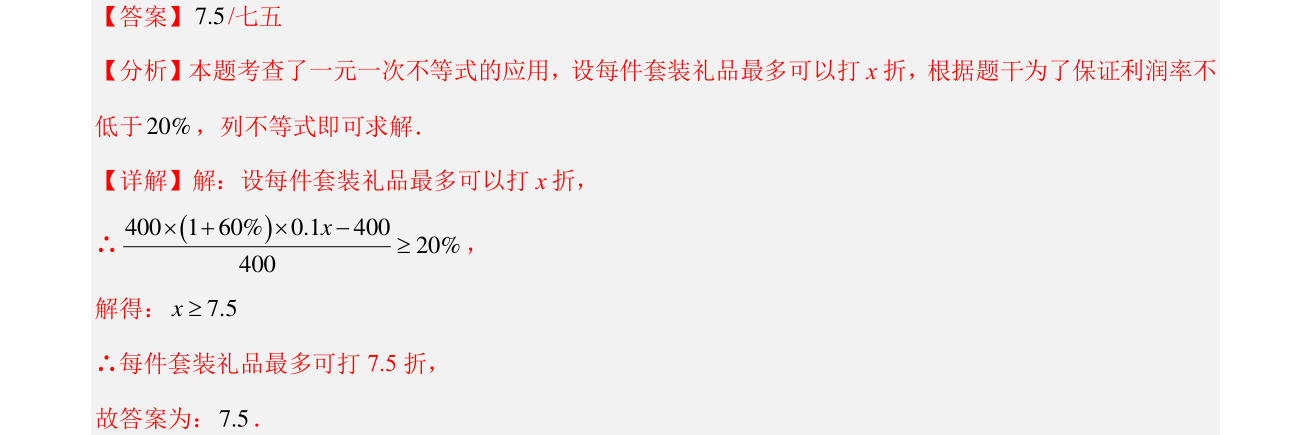 【答案】7.5/七五
【分析】本题考查了一元一次不等式的应用，设每件套装礼品最多可以打 x 折，根据题干为了保证利润率不
低于20%，列不等式即可求解．
【详解】解：设每件套装礼品最多可以打 x 折，
∴ \frac{400×(1+60%)×0.1x−400}{400} ≥20%，
解得：x≥7.5
∴每件套装礼品最多可打 7.5 折，
故答案为：7.5．